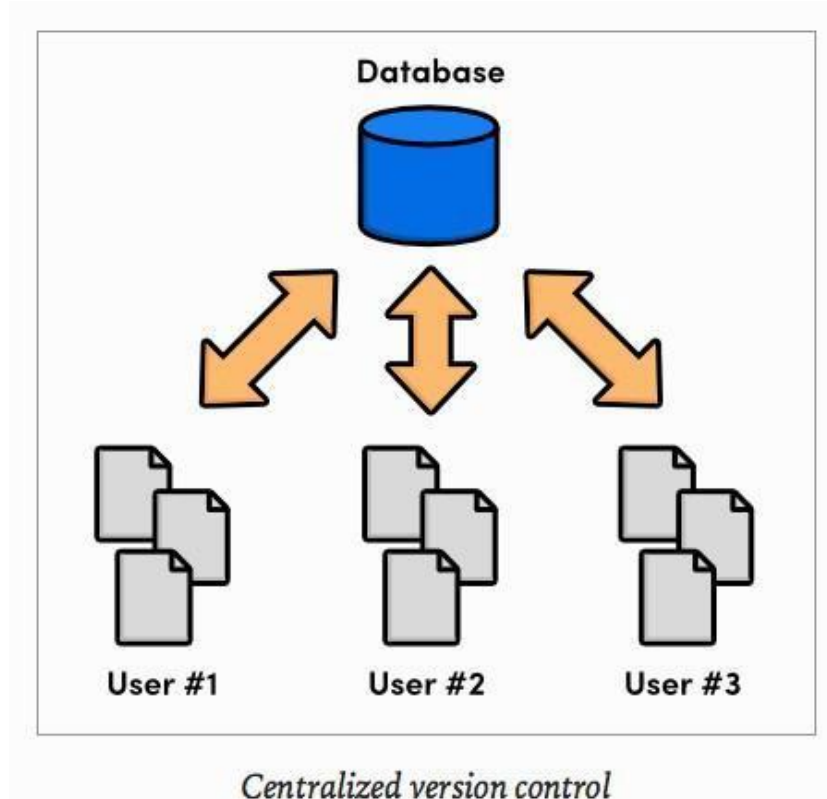 Database
User #1
User #2
User #3
Centralized version control